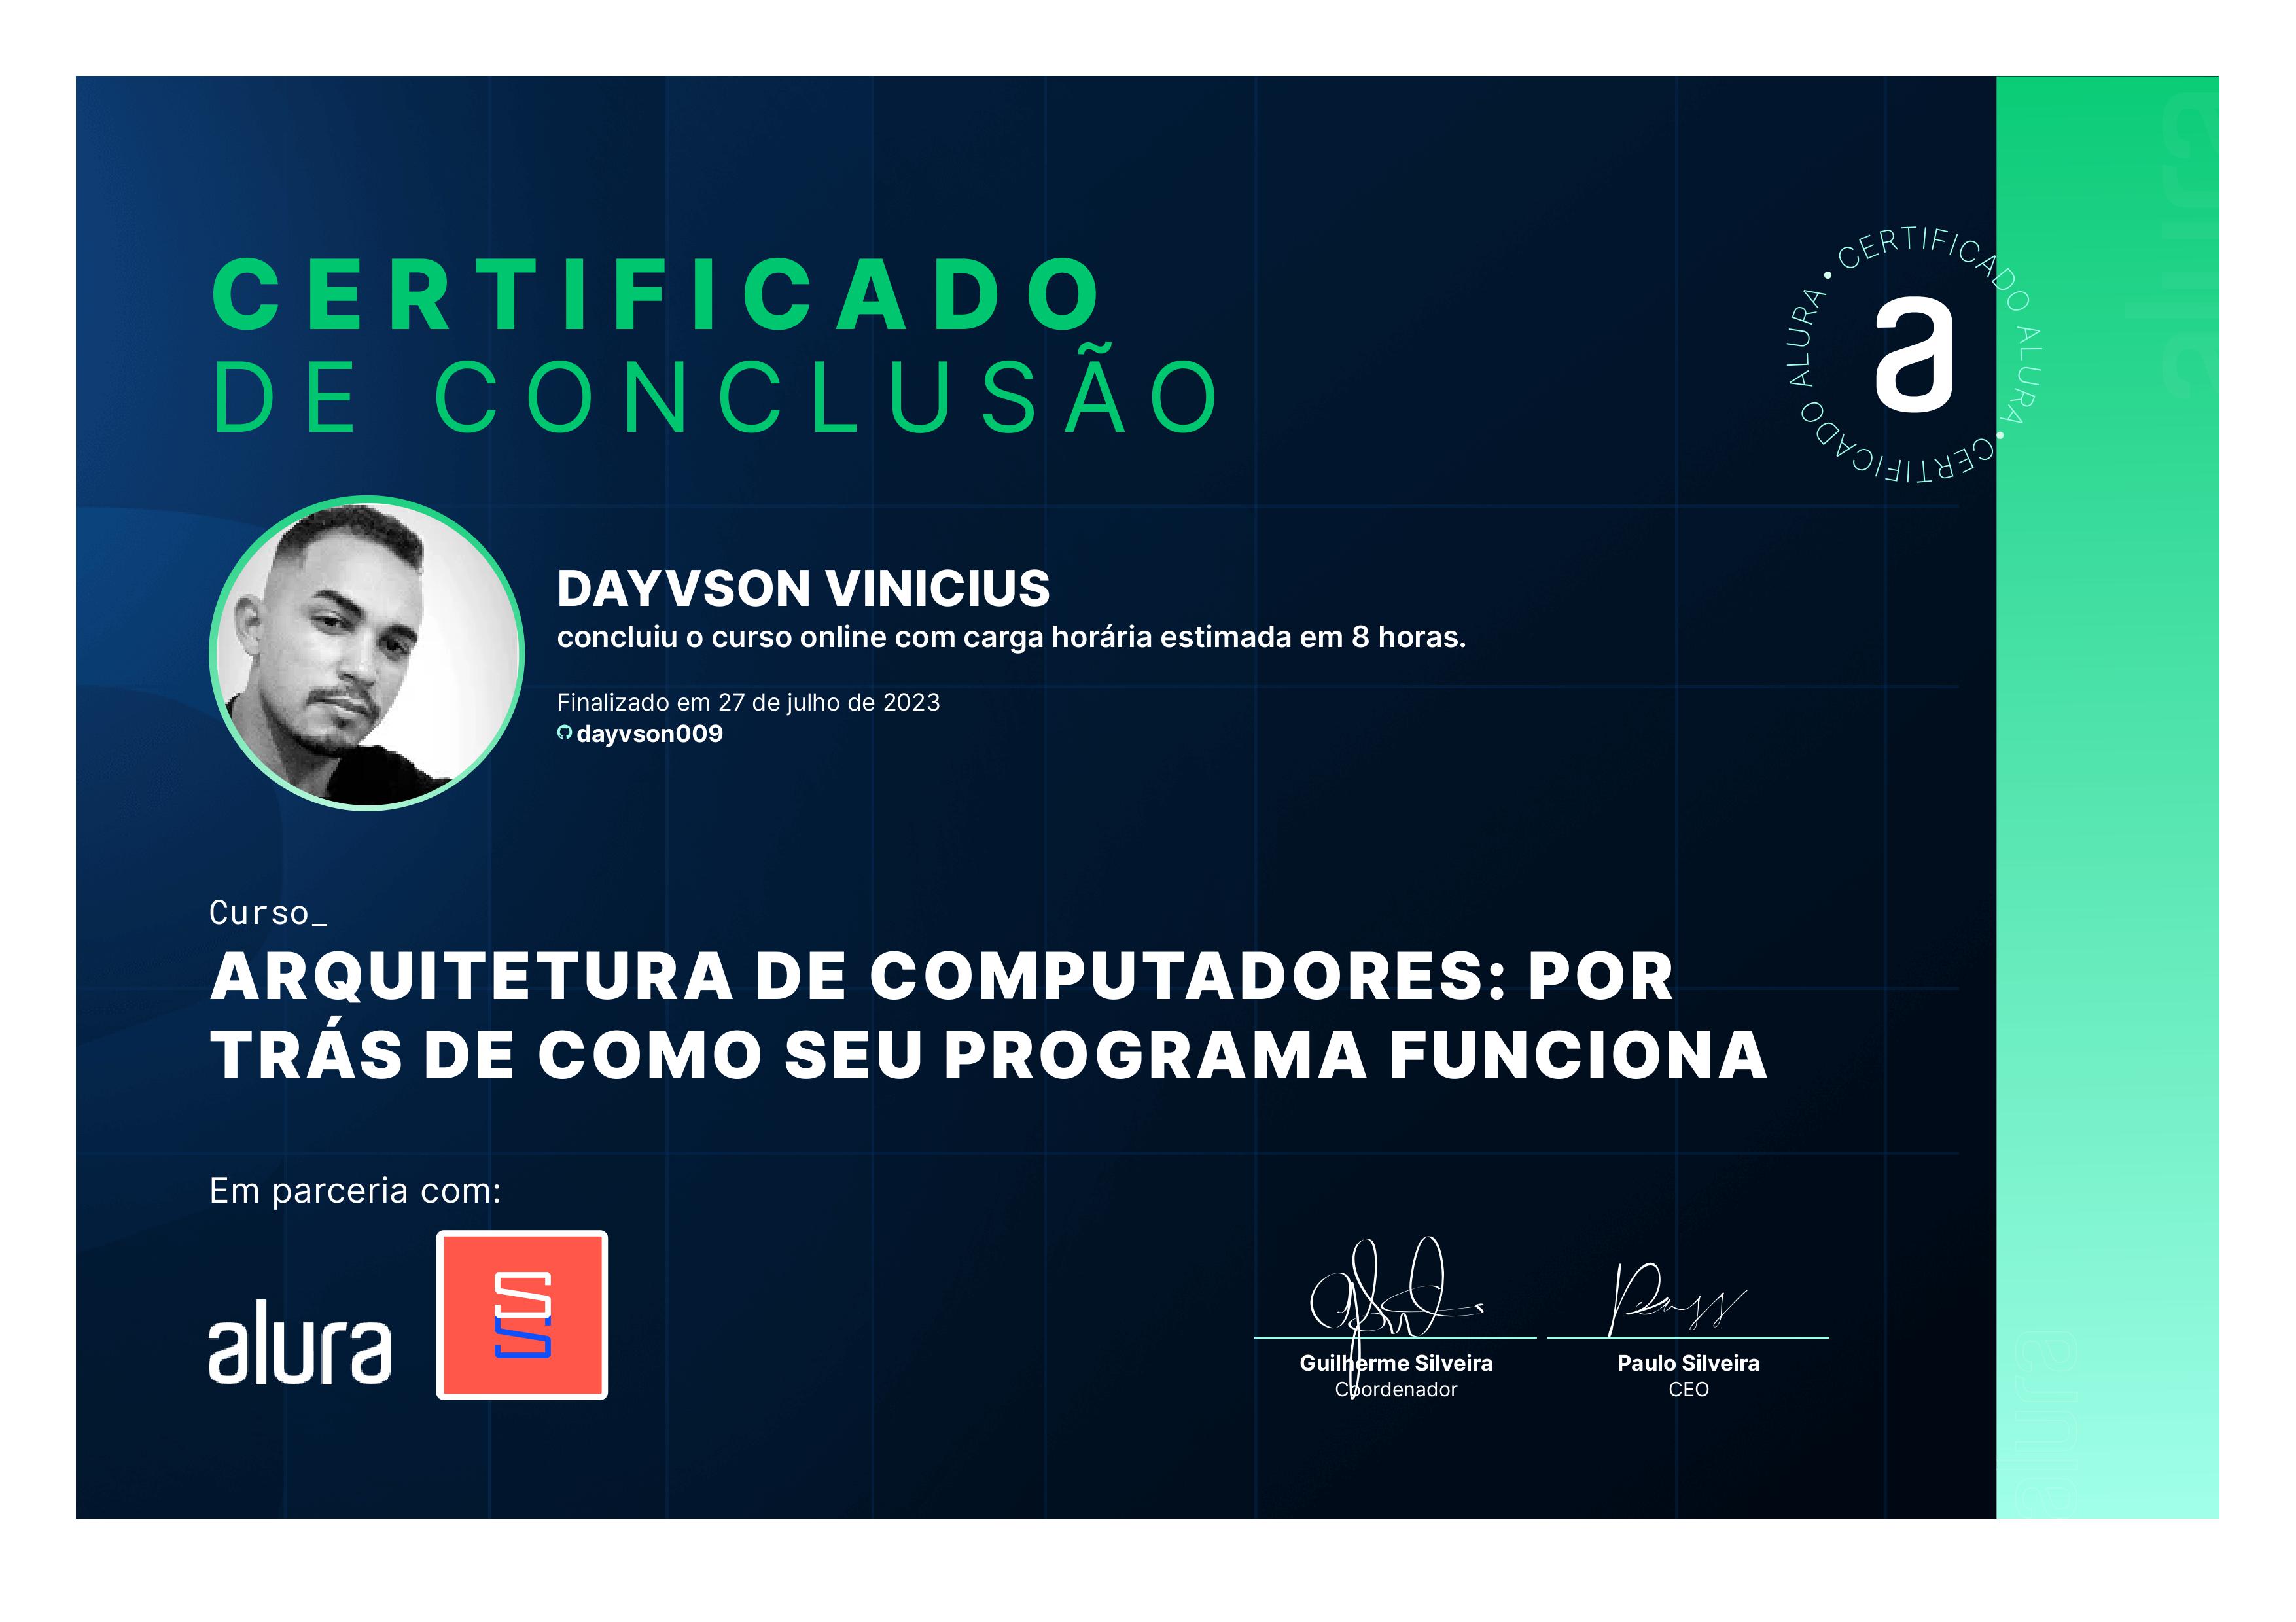 CERTIFICADO
DE CONCLUSÃO
CERTIFICADO ALURA • CERTIFICADO ALURA •
a
alura
DAYVSON VINICIUS
concluiu o curso online com carga horária estimada em 8 horas.
Finalizado em 27 de julho de 2023
dayvson009
Curso_
ARQUITETURA DE COMPUTADORES: POR
TRÁS DE COMO SEU PROGRAMA FUNCIONA
Em parceria com:
alura
Guilherme Silveira
Coordenador
Paulo Silveira
CEO
alura